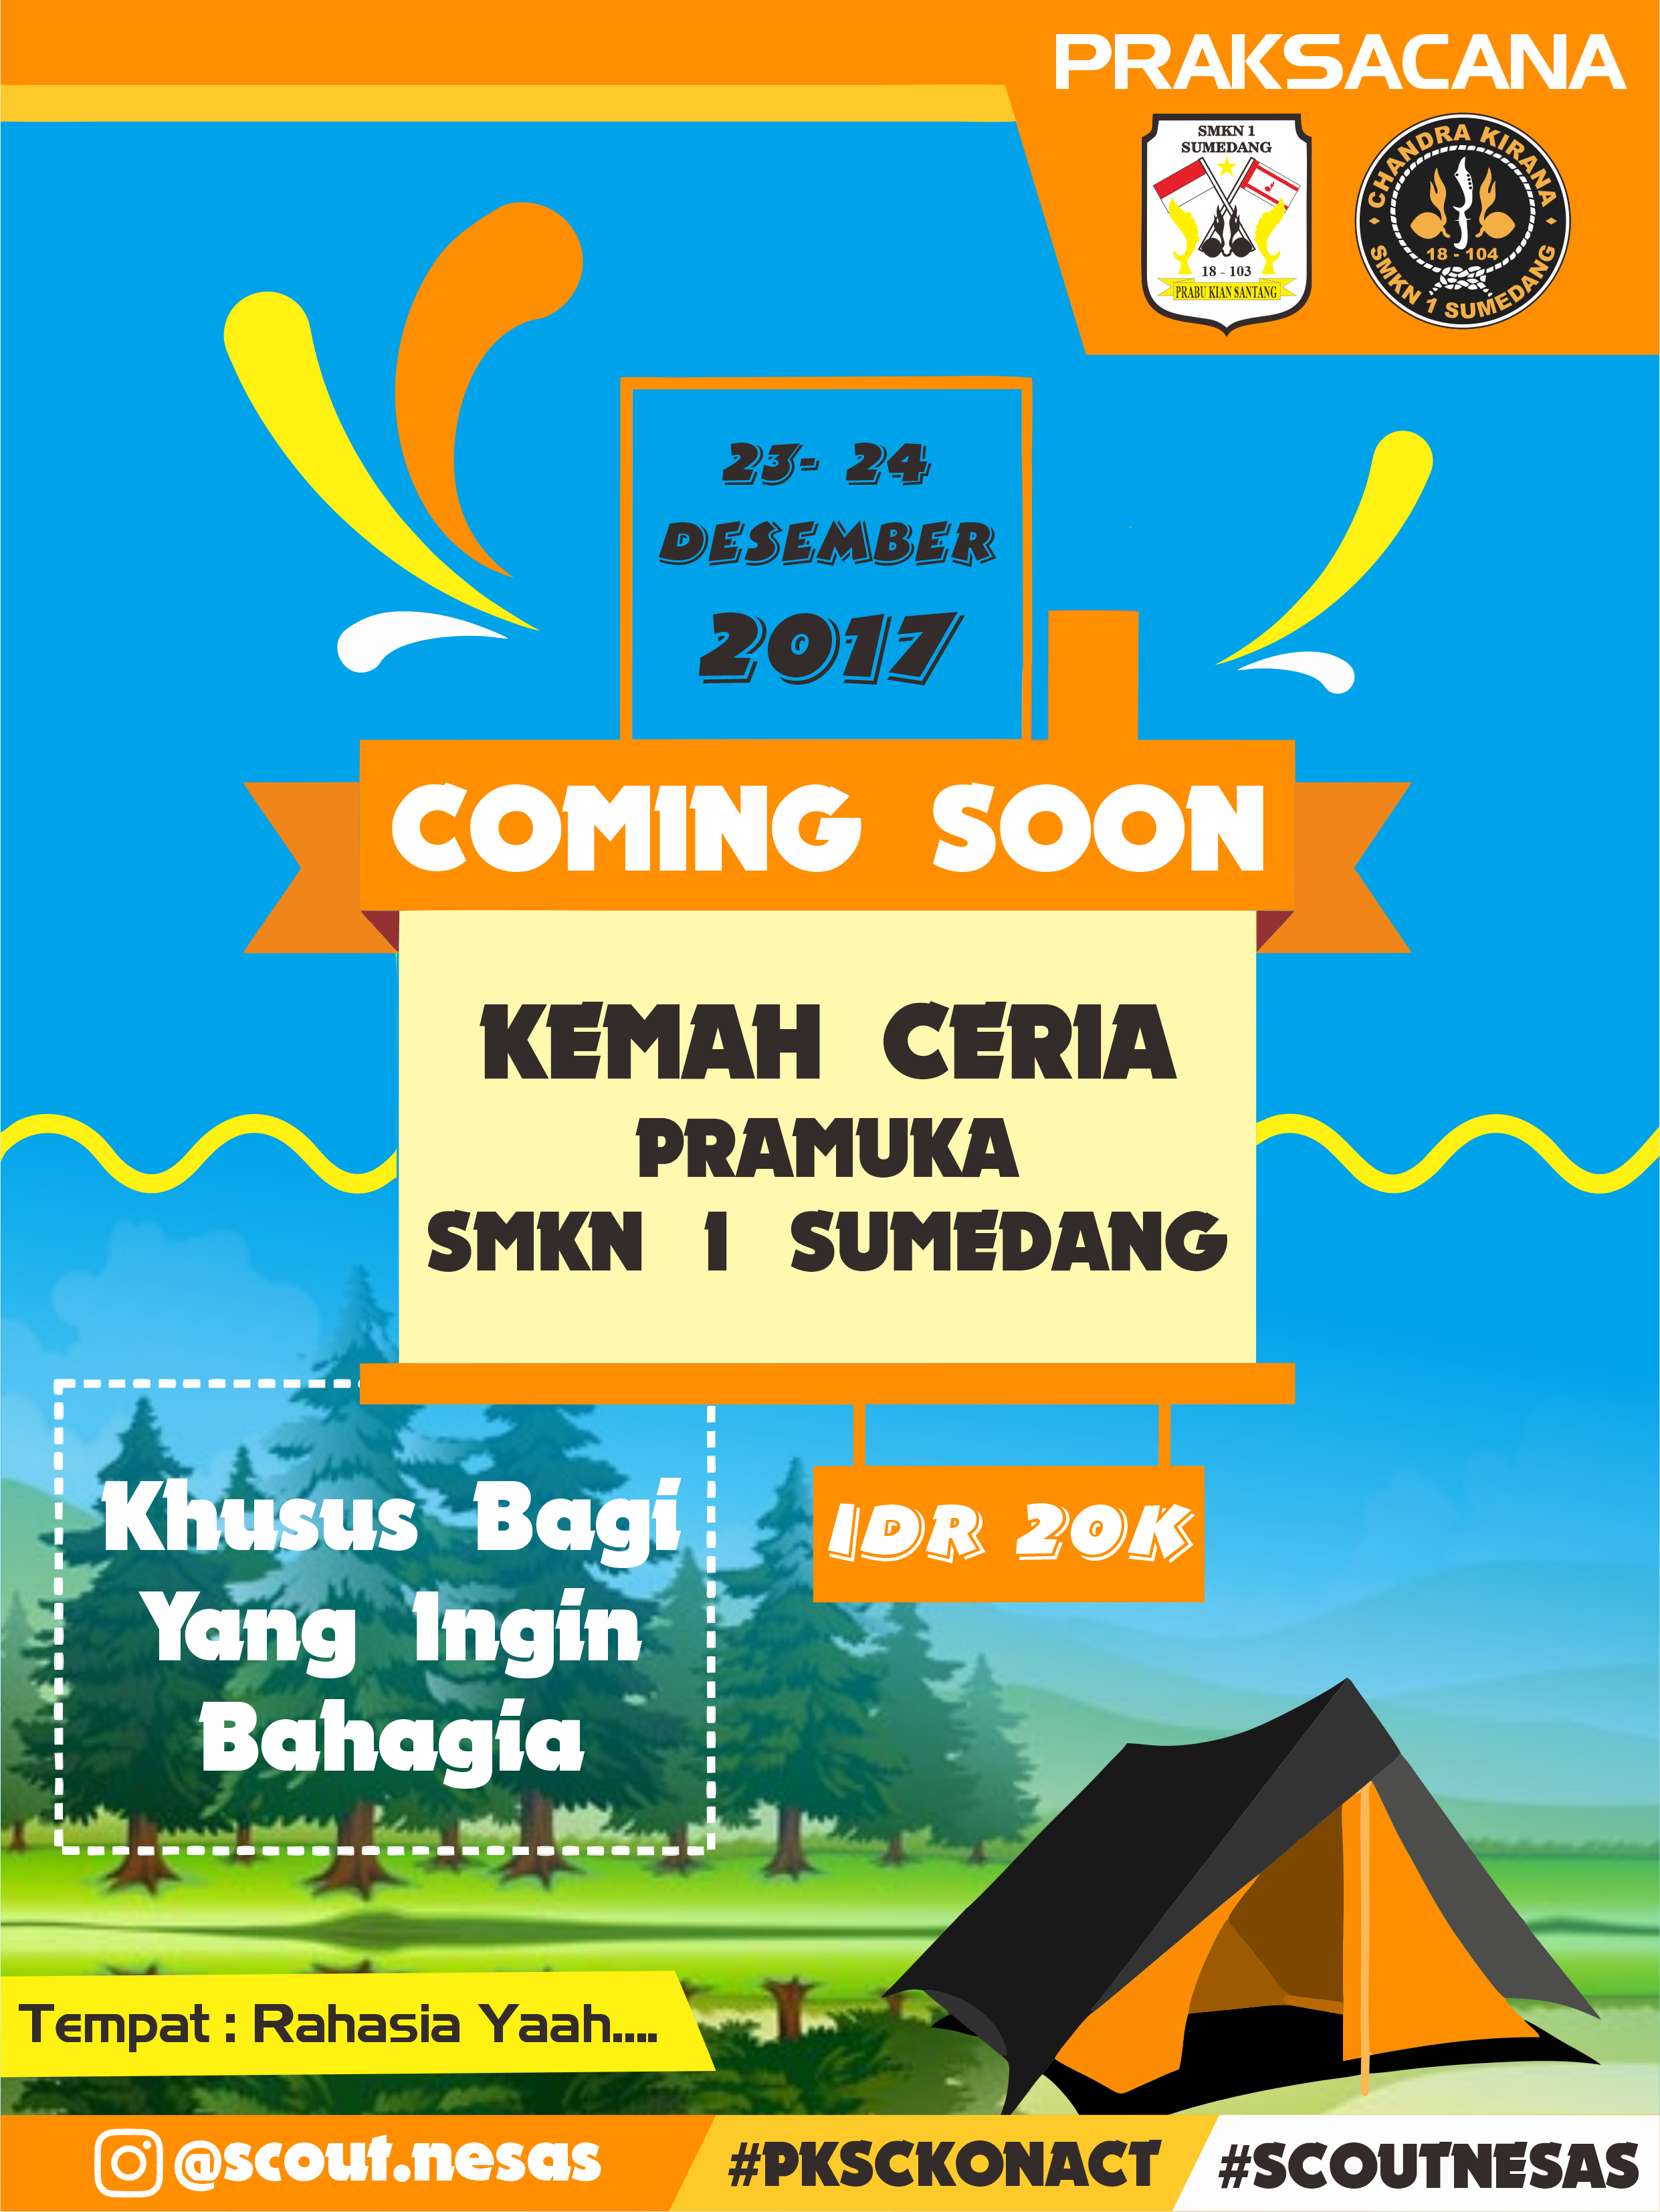 PRAKSACANA
SMKN 1
SUMEDANG
18 - 103
PRABU KIAN SANTANG
CHANDRA KIRANA
18 - 104
SMKN 1 SUMEDANG
23- 24
DESEMBER
2017
COMING SOON
KEMAH CERIA
PRAMUKA
SMKN 1 SUMEDANG
Khusus Bagi
Yang Ingin
Bahagia
IDR 20K
Tempat : Rahasia Yaah....
@scout.nesas
#PKSCKONACT
#SCOUTNESAS